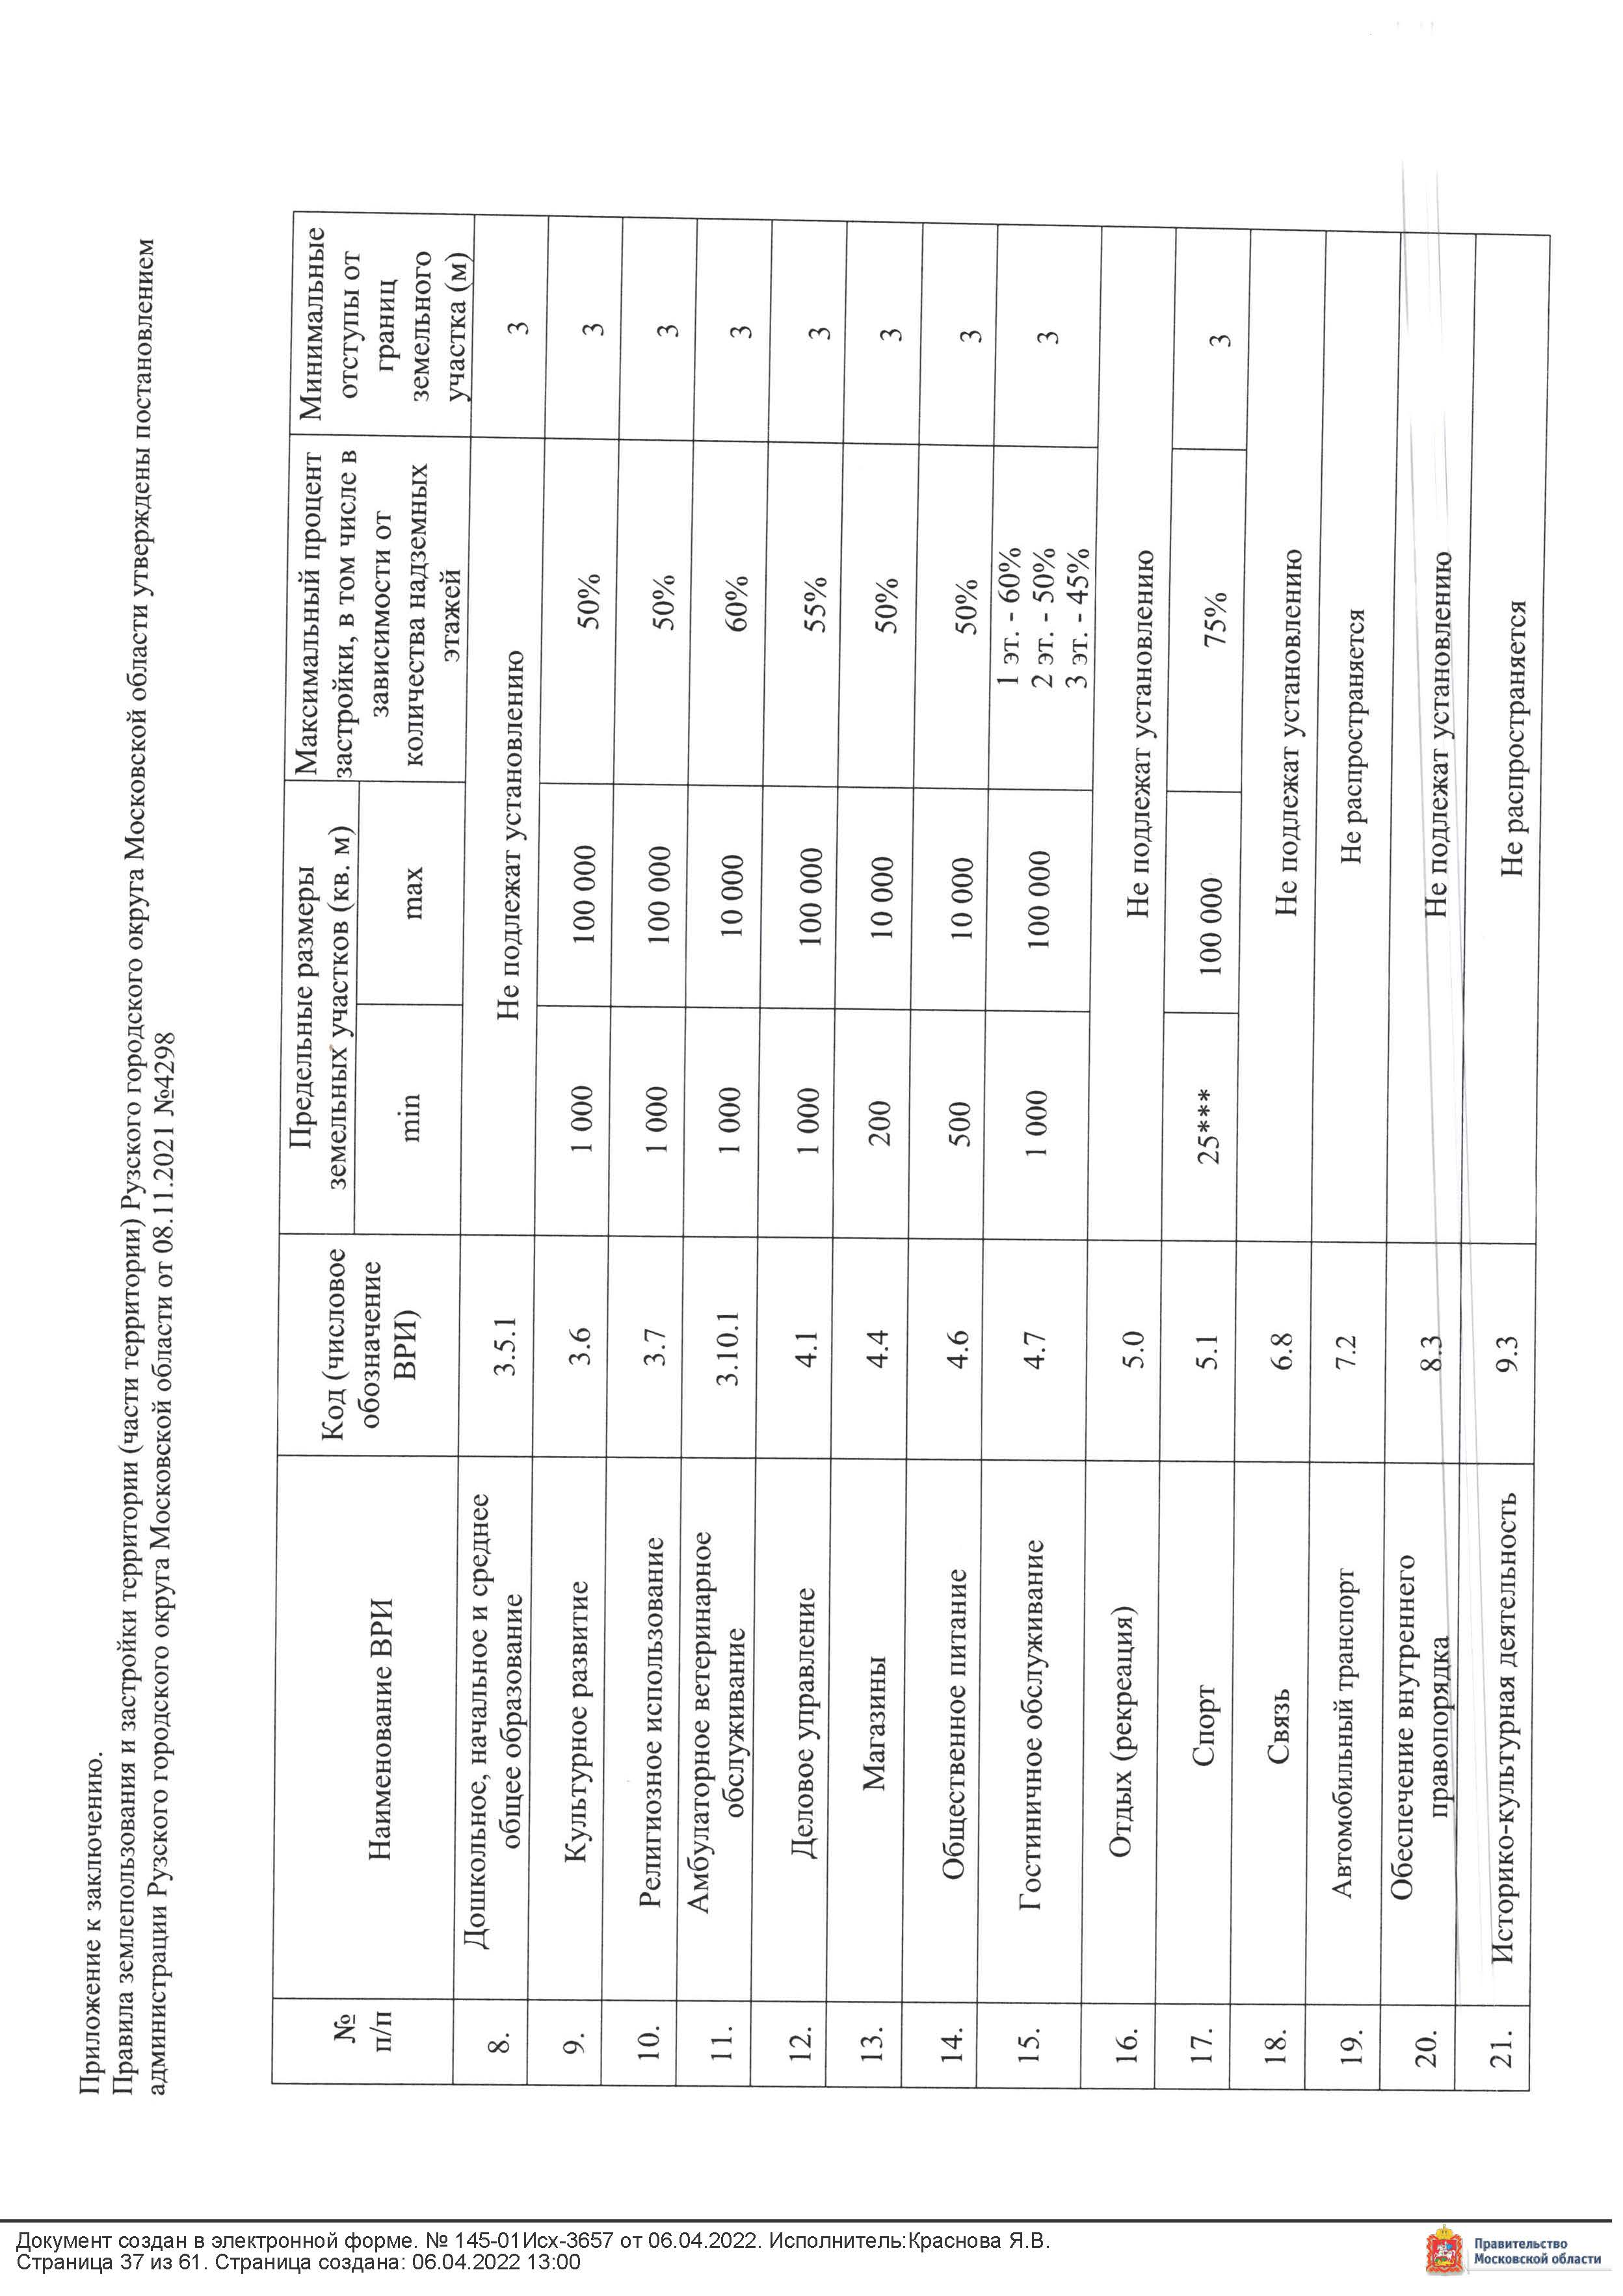 Приложение к заключению.
Правила землепользования и застройки территории (части территории) Рузского городского округа Московской области утверждены постановлением
администрации Рузского городского округа Московской области от 08.11.2021 №4298
№ п/п | Наименование ВРИ | Код (числовое обозначение ВРИ) | Предельные размеры земельных участков (кв. м) | Максимальный процент застройки, в том числе в зависимости от количества надземных этажей | Минимальные отступы от границ земельного участка (м)
min | max
8. | Дошкольное, начальное и среднее общее образование | 3.5.1 | Не подлежат установлению | 3
9. | Культурное развитие | 3.6 | 1 000 | 100 000 | 50% | 3
10. | Религиозное использование | 3.7 | 1 000 | 100 000 | 50% | 3
11. | Амбулаторное ветеринарное обслуживание | 3.10.1 | 1 000 | 10 000 | 60% | 3
12. | Деловое управление | 4.1 | 1 000 | 100 000 | 55% | 3
13. | Магазины | 4.4 | 200 | 10 000 | 50% | 3
14. | Общественное питание | 4.6 | 500 | 10 000 | 50% | 3
15. | Гостиничное обслуживание | 4.7 | 1 000 | 100 000 | 1 эт. - 60% 2 эт. - 50% 3 эт. - 45% | 3
16. | Отдых (рекреация) | 5.0 | Не подлежат установлению
17. | Спорт | 5.1 | 25**** | 100 000 | 75% | 3
18. | Связь | 6.8 | Не подлежат установлению
19. | Автомобильный транспорт | 7.2 | Не распространяется
20. | Обеспечение внутреннего правопорядка | 8.3 | Не подлежат установлению
21. | Историко-культурная деятельность | 9.3 | Не распространяется
Документ создан в электронной форме. № 145-01Исх-3657 от 06.04.2022. Исполнитель:Краснова Я.В.
Страница 37 из 61. Страница создана: 06.04.2022 13:00
Правительство
Московской области